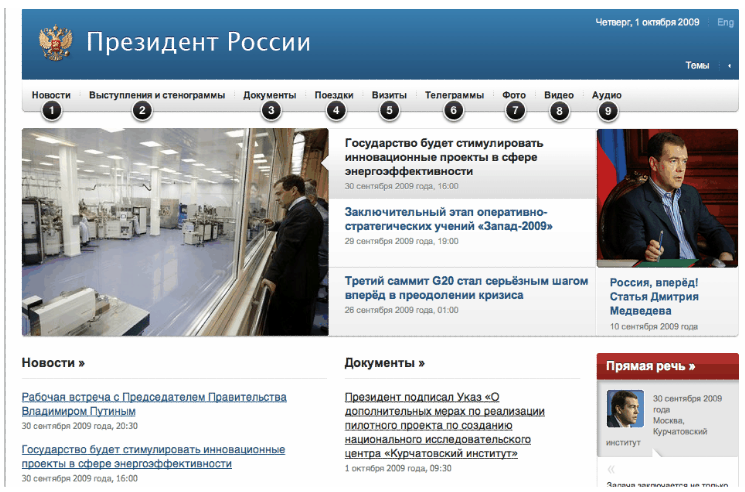 Четверг, 1 октября 2009 Eng
Президент России
Темы
Новости Выступления и стенограммы Документы Поездки Визиты Телеграммы Фото Видео Аудио
1 2 3 4 5 6 7 8 9
Государство будет стимулировать
инновационные проекты в сфере
энергоэффективности
30 сентября 2009 года, 16:00
Заключительный этап оперативно-
стратегических учений «Запад-2009»
29 сентября 2009 года, 19:00
Третий саммит G20 стал серьёзным шагом
вперёд в преодолении кризиса
26 сентября 2009 года, 01:00
Россия, вперёд!
Статья Дмитрия
Медведева
10 сентября 2009 года
Новости »
Рабочая встреча с Председателем Правительства
Владимиром Путиным
30 сентября 2009 года, 20:30
Государство будет стимулировать инновационные
проекты в сфере энергоэффективности
30 сентября 2009 года, 16:00
Документы »
Президент подписал Указ «О
дополнительных мерах по реализации
пилотного проекта по созданию
национального исследовательского
центра «Курчатовский институт»
1 октября 2009 года, 09:30
Прямая речь »
30 сентября 2009
года
Москва,
Курчатовский
институт
«
Задача заключается не только